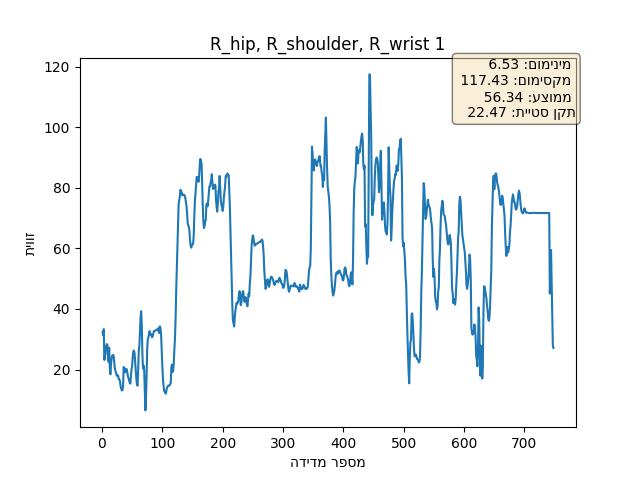 R_hip, R_shoulder, R_wrist 1
מינימום: 6.53
מקסימום: 117.43
ממוצע: 56.34
תקן סטיית: 22.47
זווית
120
100
80
60
40
20
0 100 200 300 400 500 600 700
מספר מדידה